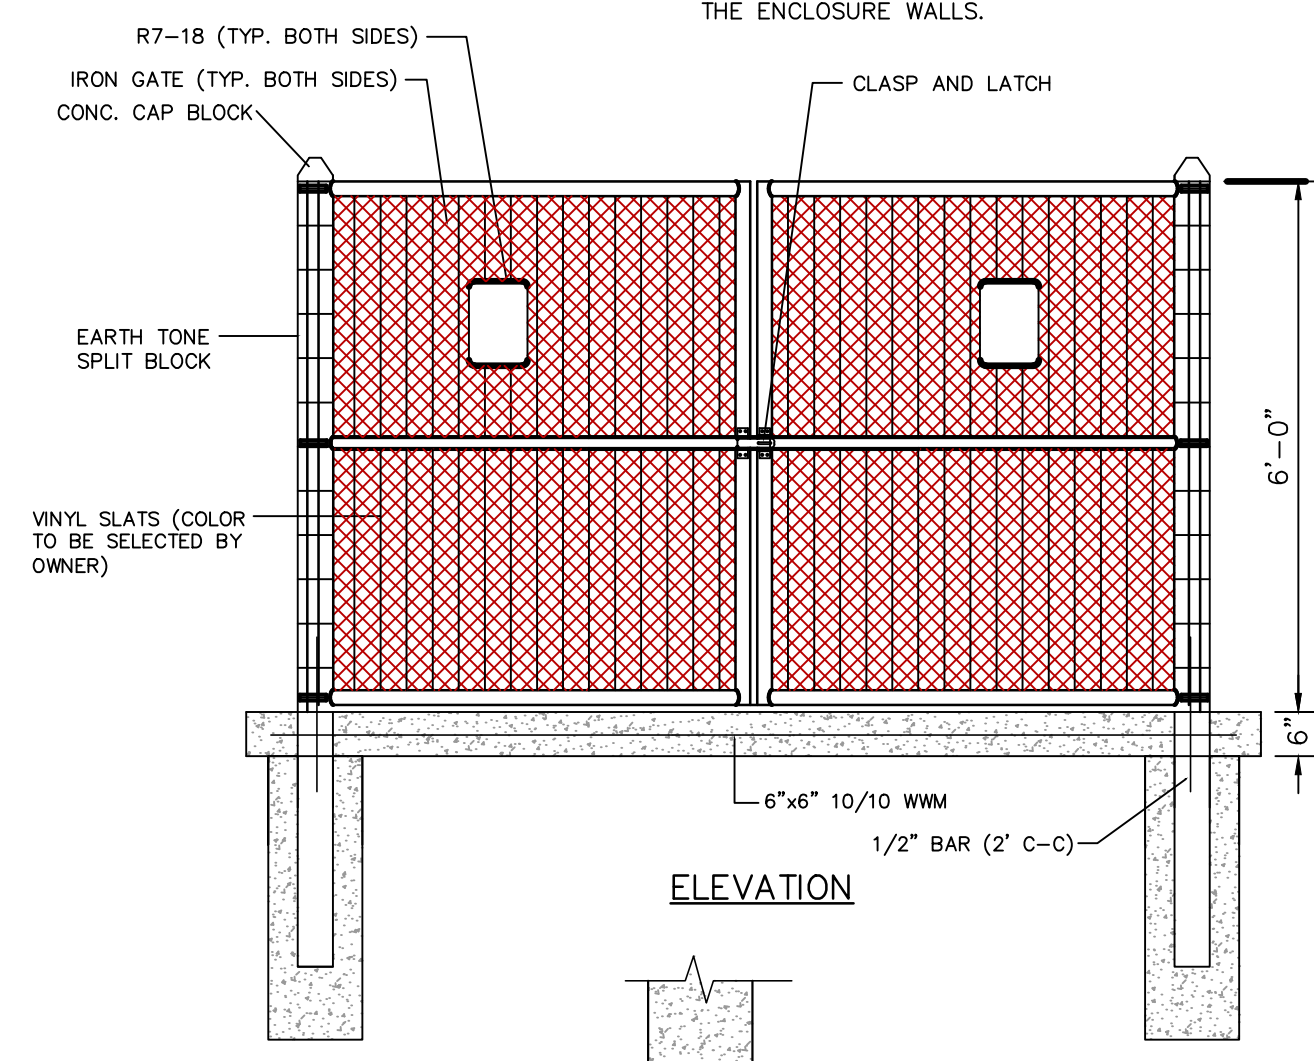 THE ENCLOSURE WALLS.
R7-18 (TYP. BOTH SIDES)
IRON GATE (TYP. BOTH SIDES)
CONC. CAP BLOCK
CLASP AND LATCH
EARTH TONE
SPLIT BLOCK
6'-0"
VINYL SLATS (COLOR
TO BE SELECTED BY
OWNER)
6"
6"x6" 10/10 WWM
1/2" BAR (2' C-C)
ELEVATION